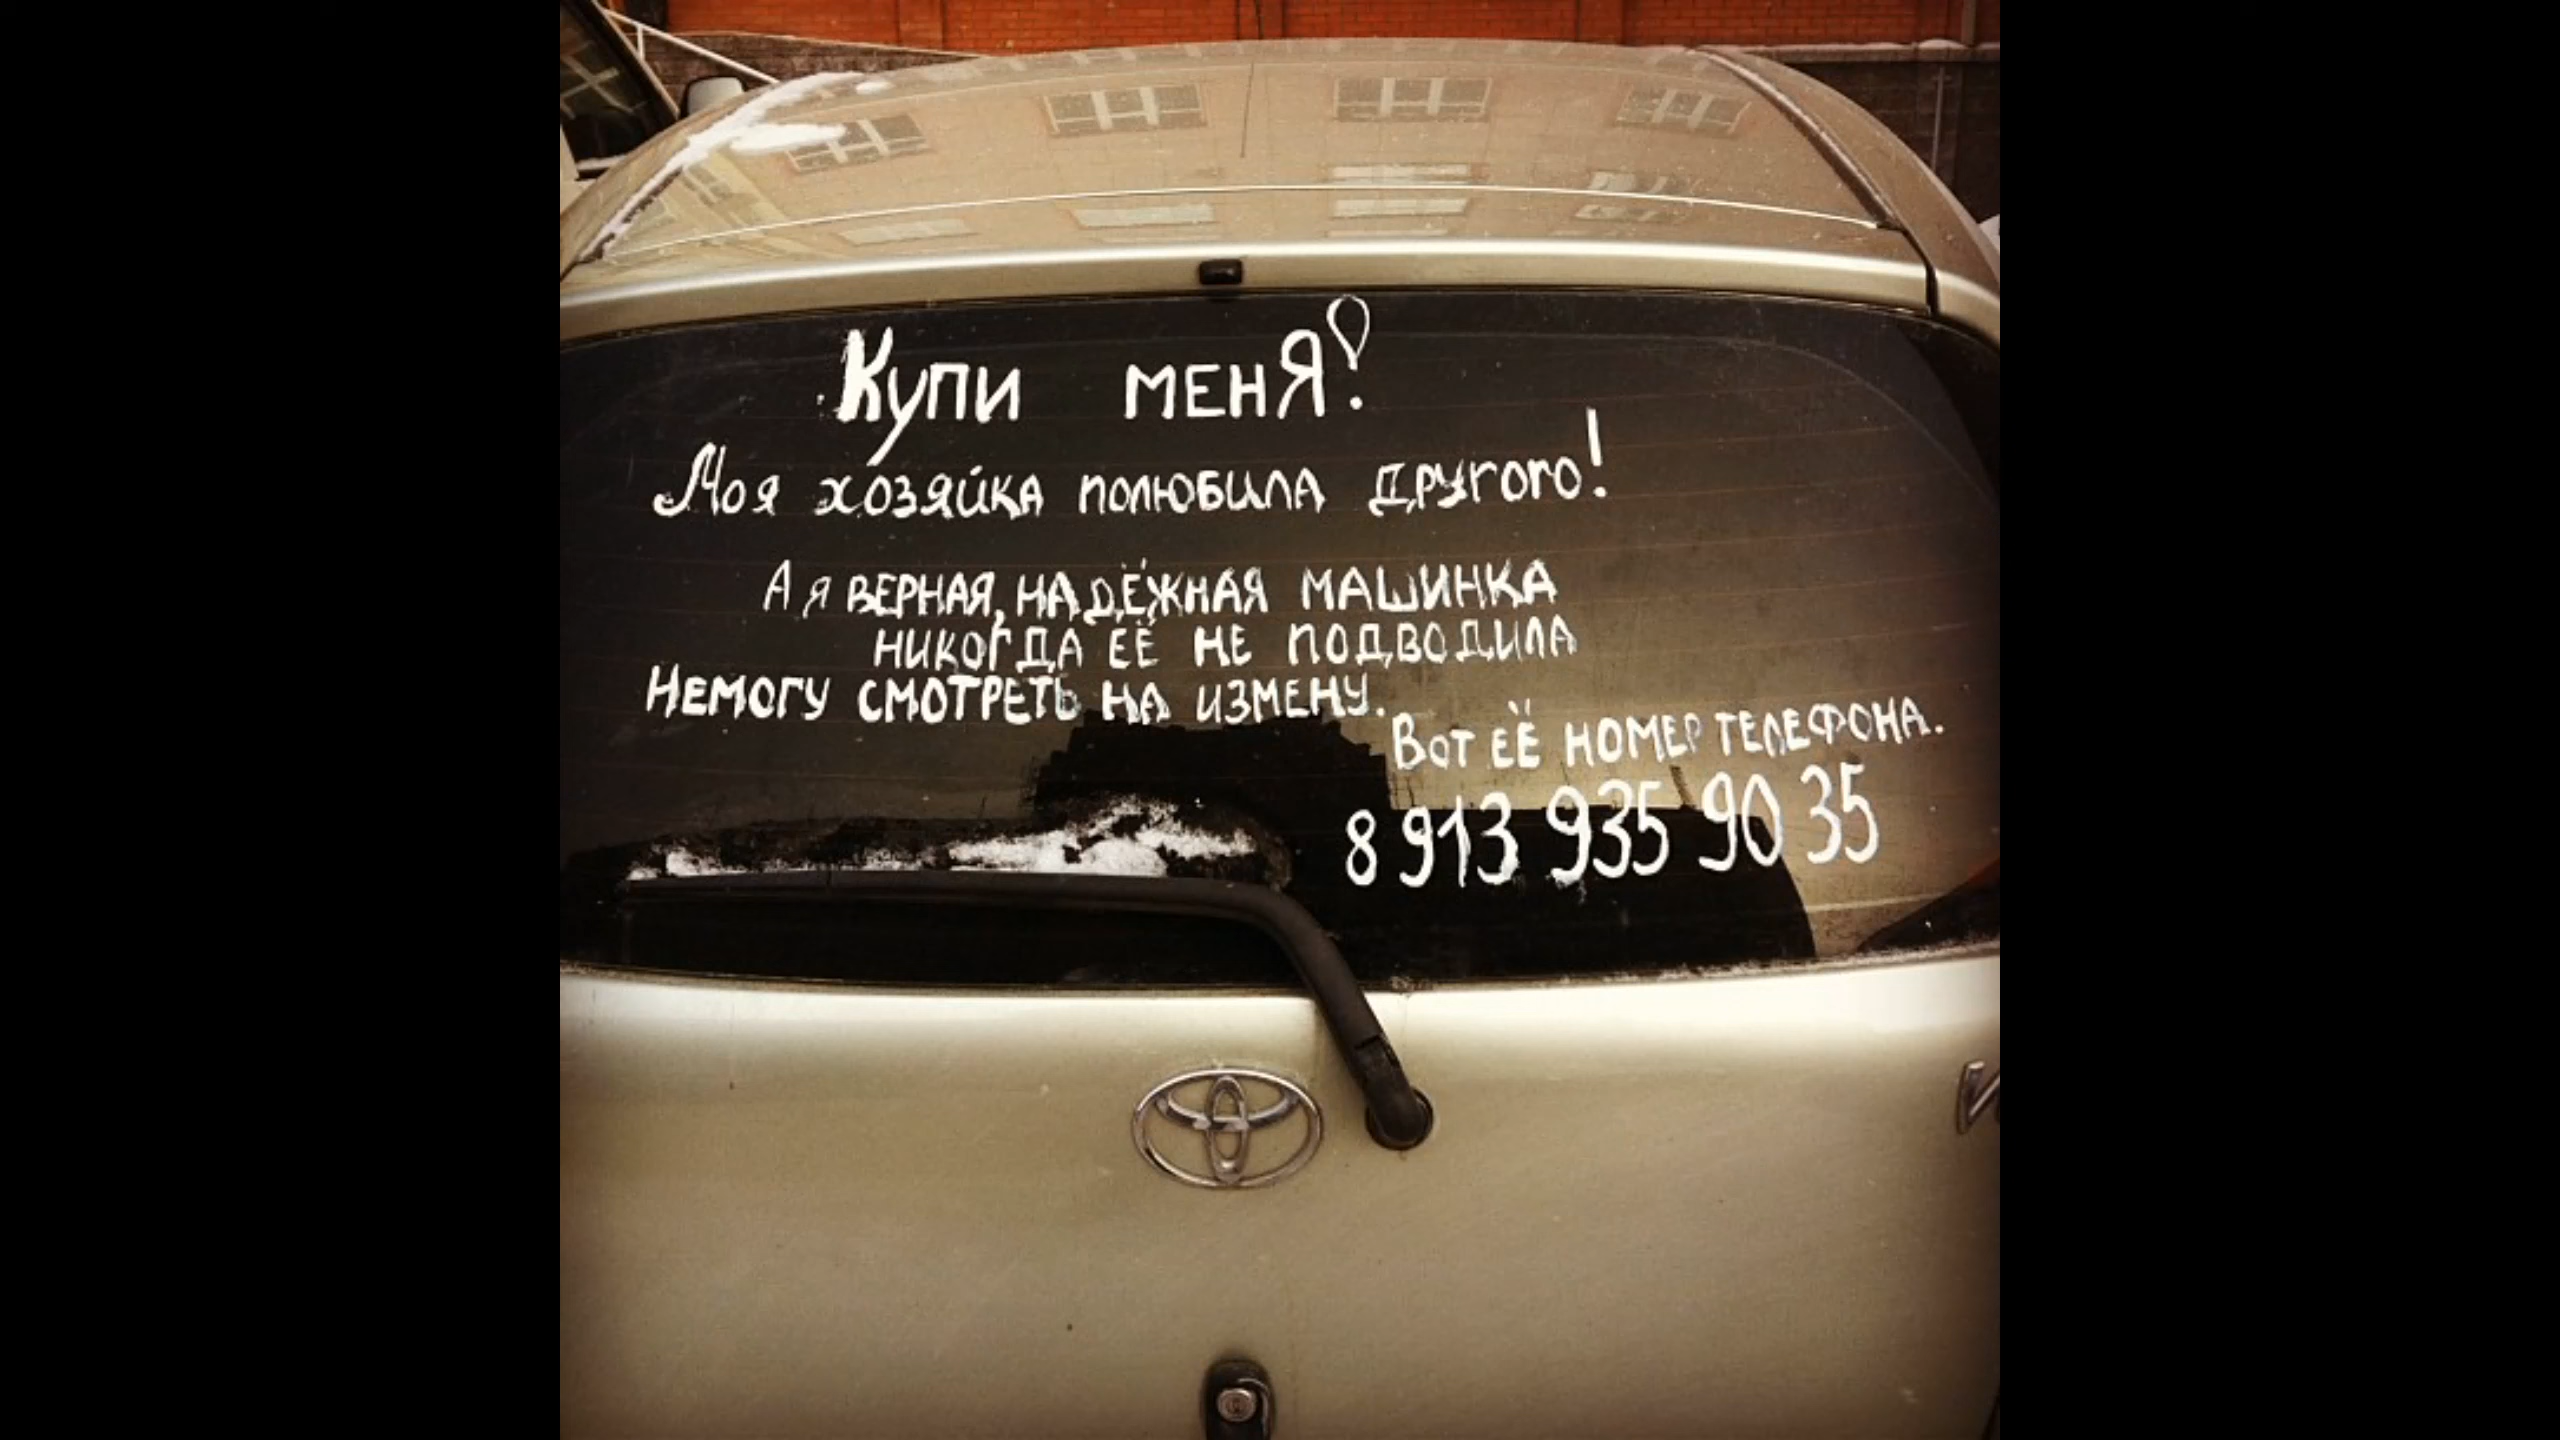 Купи менЯ!
Моя хозяйка полюбила другого!
А я ВЕРНАЯ, НАДЁЖНАЯ МАШИНКА
НИКОГДА ЕЁ НЕ ПОДВОДИЛА
НЕМОГУ СМОТРЕТЬ НА ИЗМЕНУ.
Вот ЕЁ НОМЕР ТЕЛЕФОНА.
8 913 935 90 35